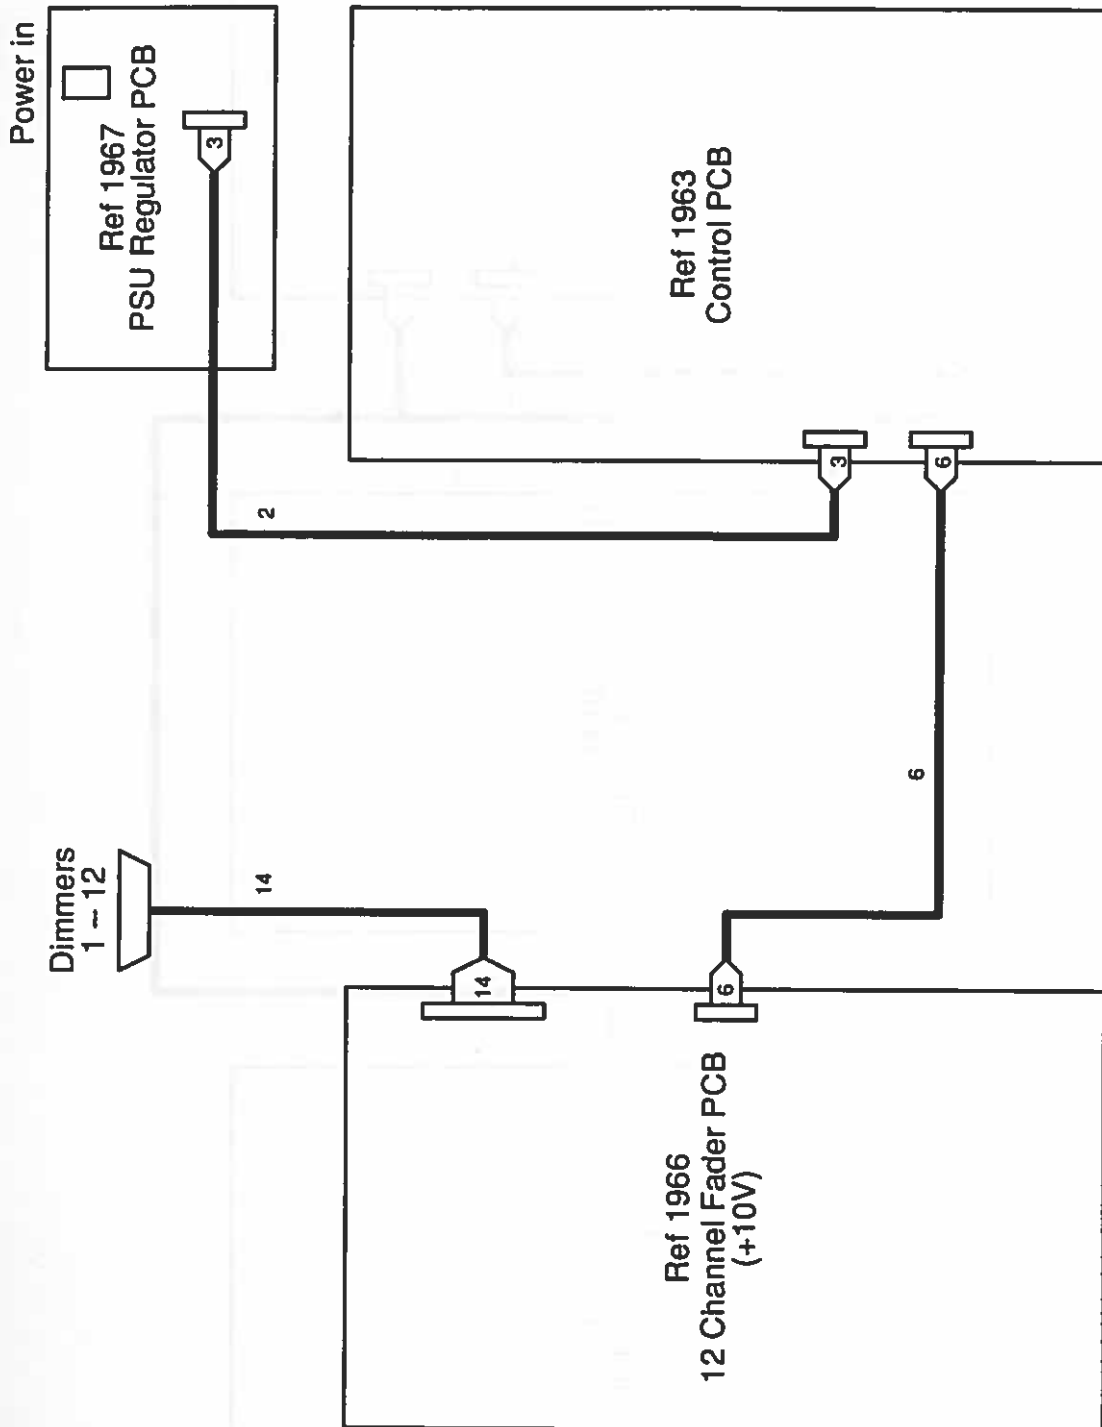 Dimmers
1 – 12
14
14
Ref 1966
12 Channel Fader PCB
(+10V)
6
6
Power in
Ref 1967
PSU Regulator PCB
3
2
3
6
Ref 1963
Control PCB